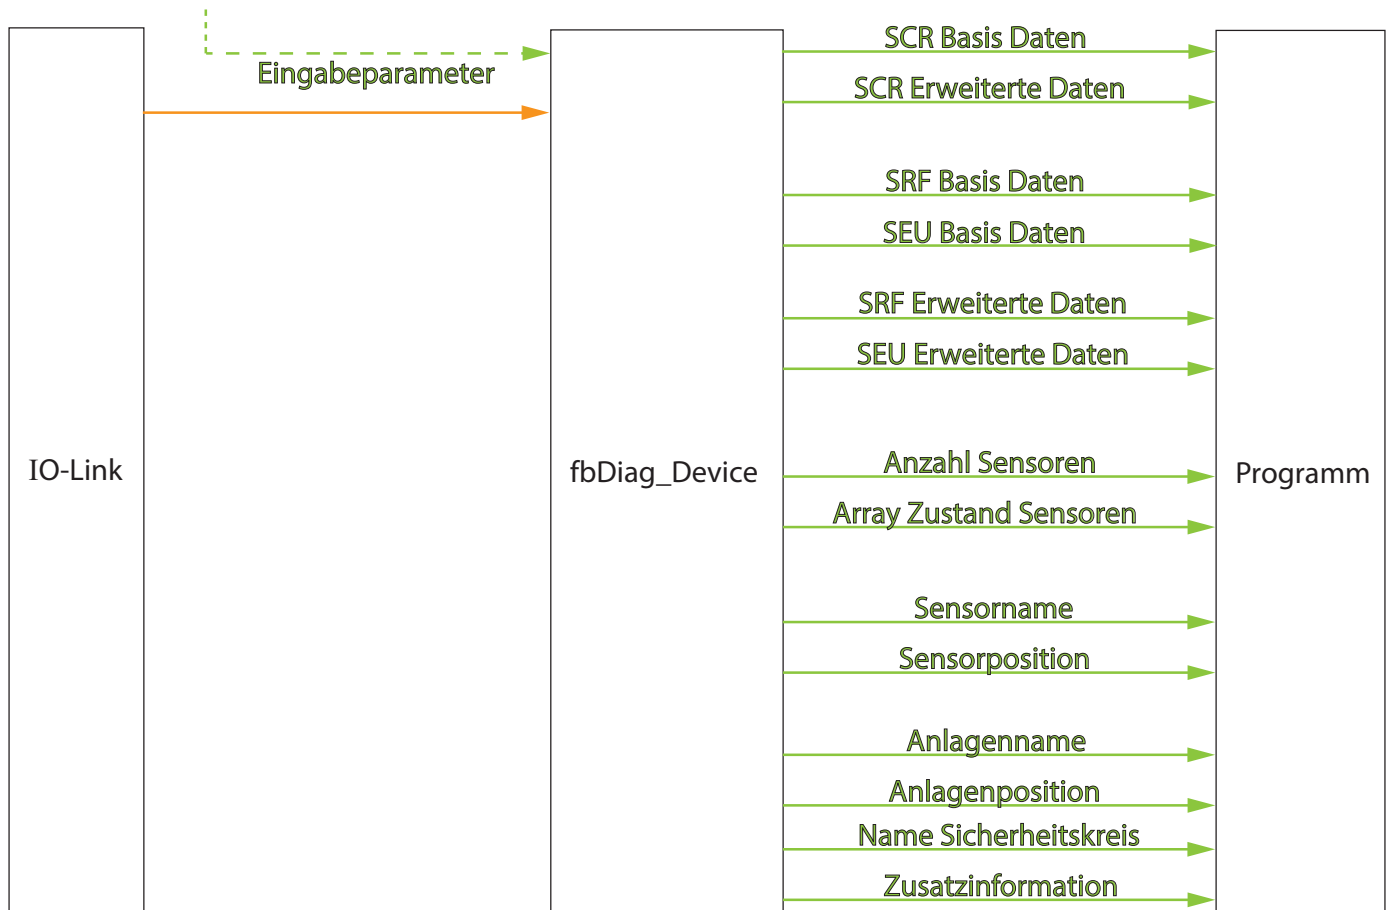 SCR Basis Daten
Eingabeparameter
SCR Erweiterte Daten
SRF Basis Daten
SEU Basis Daten
SRF Erweiterte Daten
SEU Erweiterte Daten
IO-Link
fbDiag_Device
Anzahl Sensoren
Programm
Array Zustand Sensoren
Sensorname
Sensorposition
Anlagenname
Anlagenposition
Name Sicherheitskreis
Zusatzinformation